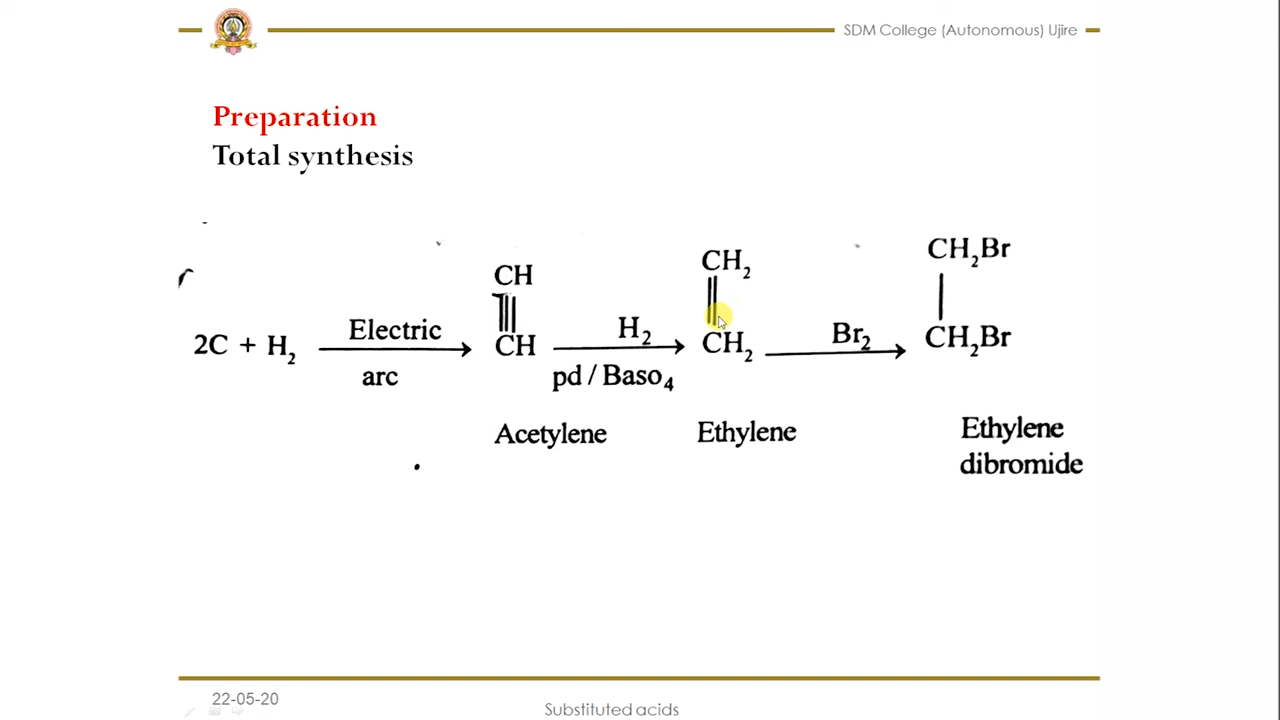 SDM College (Autonomous) Ujire
Preparation
Total synthesis
2C + H₂
Electric
arc
CH
CH
H₂
pd / Baso₄
CH₂
CH₂
Br₂
CH₂Br
CH₂Br
Acetylene
Ethylene
Ethylene
dibromide
22-05-20
Substituted acids